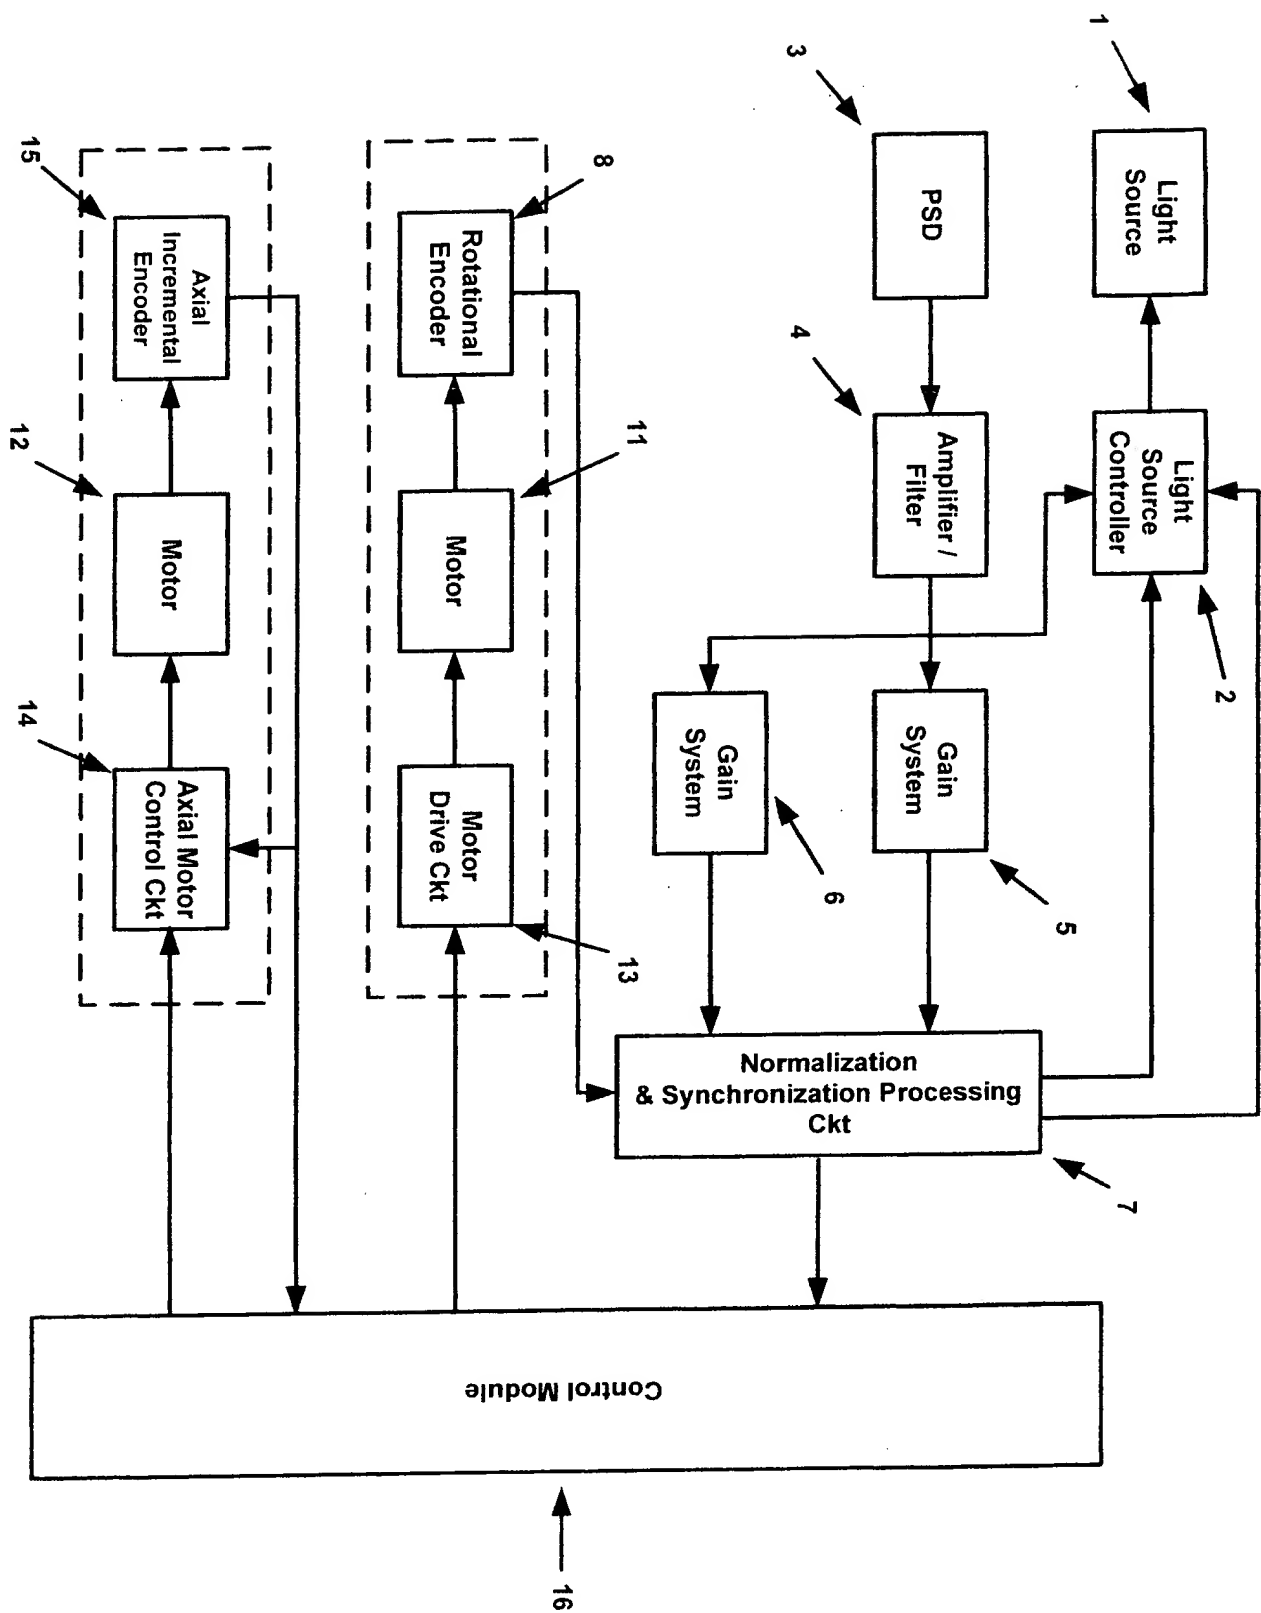 1
Light
Source
Light
Source
Controller
2
3
PSD
4
Amplifier /
Filter
Gain
System
5
Gain
System
6
Normalization
& Synchronization Processing
Ckt
7
8
Rotational
Encoder
11
Motor
Motor
Drive Ckt
13
15
Axial
Incremental
Encoder
12
Motor
14
Axial Motor
Control Ckt
Control Module
16